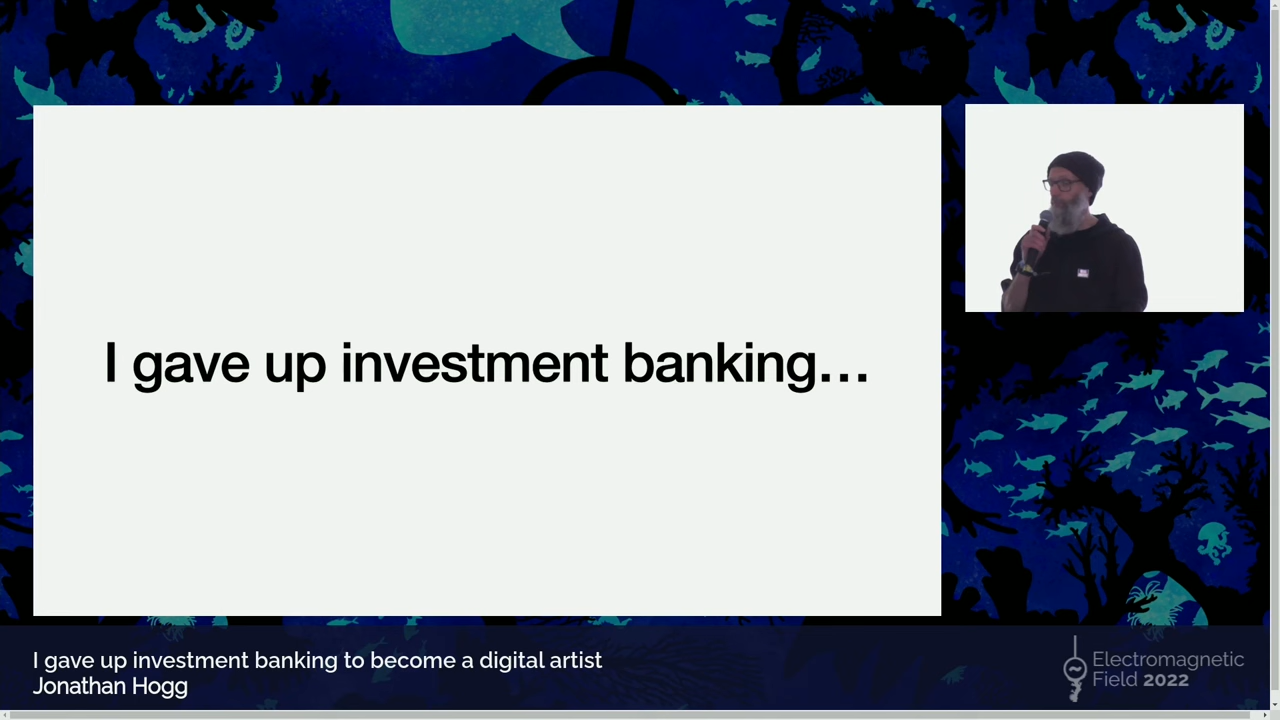 I gave up investment banking…
I gave up investment banking to become a digital artist
Jonathan Hogg
Electromagnetic
Field 2022